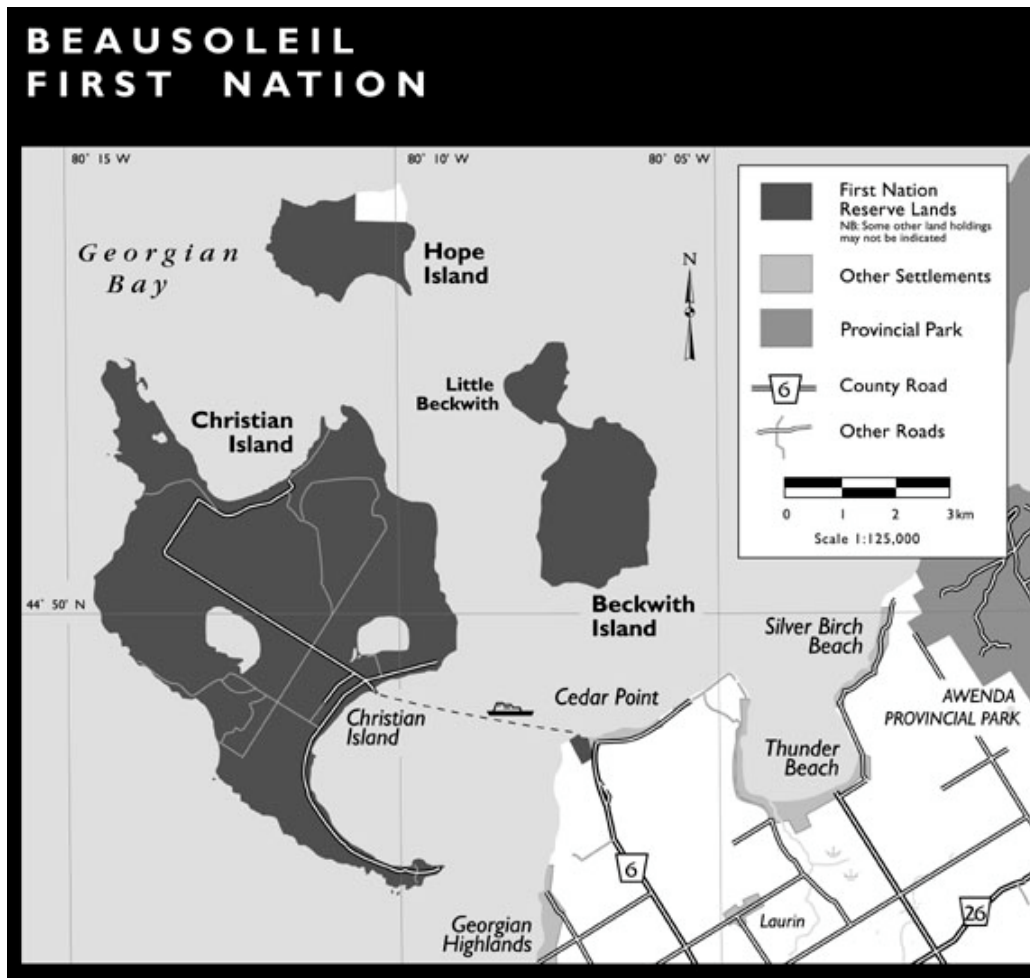 BEAUSOLEIL
FIRST NATION
80° 15 W
80° 10' W
80° 05' W
First Nation
Reserve Lands
NB: Some other land holdings
may not be indicated
Other Settlements
Provincial Park
6
County Road
Other Roads
0 1 2 3 km
Scale 1:125,000
Georgian
Bay
Hope
Island
N
Little
Beckwith
Christian
Island
44° 50' N
Beckwith
Island
Silver Birch
Beach
Cedar Point
AWENDA
PROVINCIAL PARK
Christian
Island
Thunder
Beach
6
26
Laurin
Georgian
Highlands